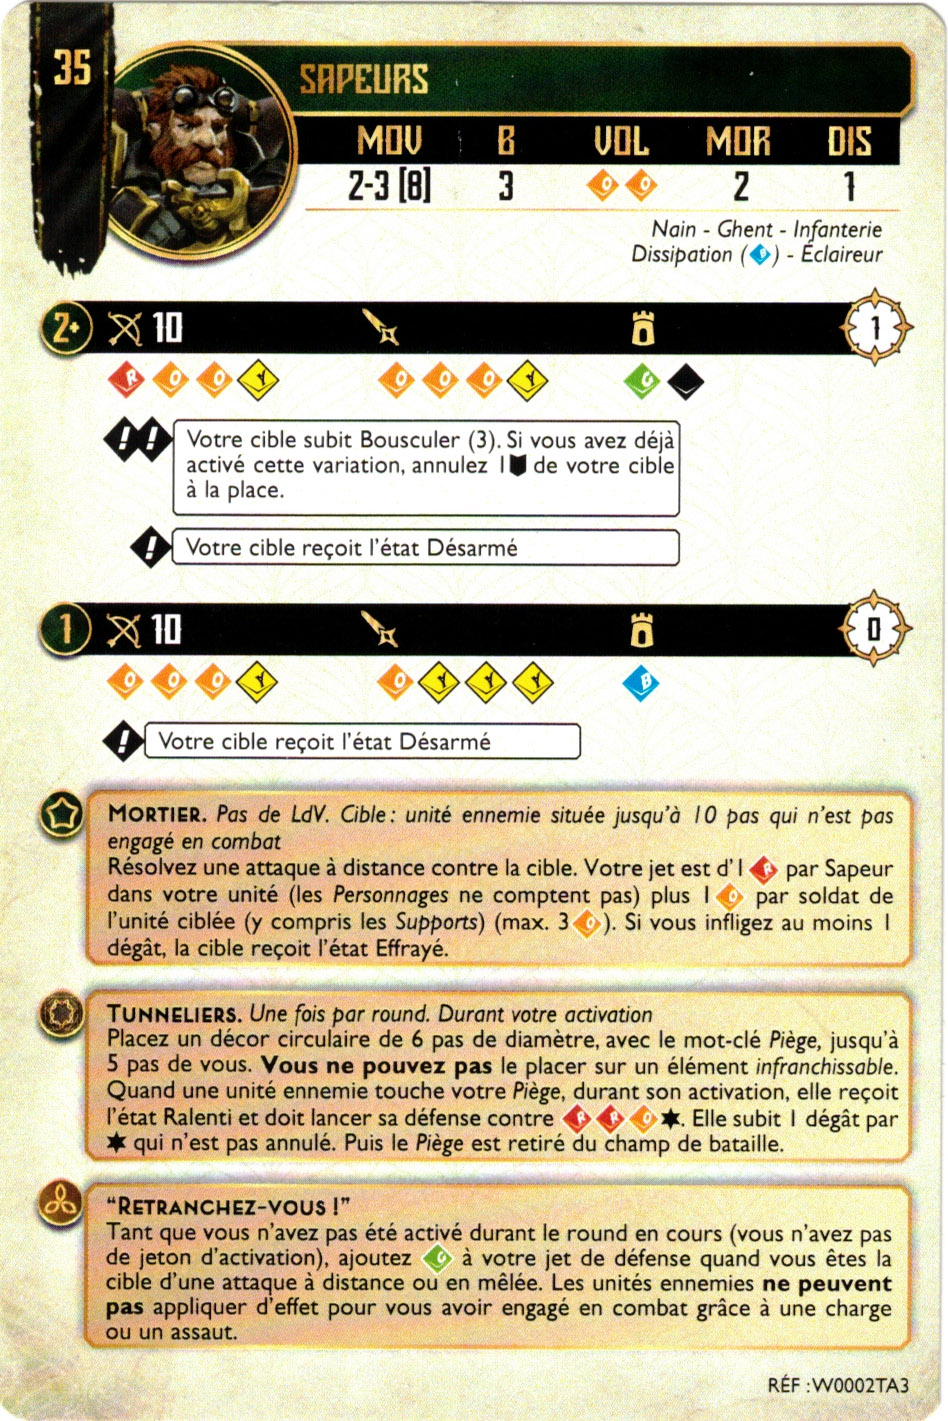 35
SAPEURS
MOV B VOL MOR DIS
2-3 [8] 3 O O 2 1
Nain - Ghent - Infanterie
Dissipation (B) - Éclaireur
2+ 10 1
R O O Y O O O Y G
! ! Votre cible subit Bousculer (3). Si vous avez déjà
activé cette variation, annulez 1 de votre cible
à la place.
! Votre cible reçoit l'état Désarmé
1 10 0
O O O Y O Y Y Y B
! Votre cible reçoit l'état Désarmé
MORTIER. Pas de LdV. Cible : unité ennemie située jusqu'à 10 pas qui n'est pas
engagé en combat
Résolvez une attaque à distance contre la cible. Votre jet est d'1 R par Sapeur
dans votre unité (les Personnages ne comptent pas) plus 1 O par soldat de
l'unité ciblée (y compris les Supports) (max. 3 O). Si vous infligez au moins 1
dégât, la cible reçoit l'état Effrayé.
TUNNELIERS. Une fois par round. Durant votre activation
Placez un décor circulaire de 6 pas de diamètre, avec le mot-clé Piège, jusqu'à
5 pas de vous. Vous ne pouvez pas le placer sur un élément infranchissable.
Quand une unité ennemie touche votre Piège, durant son activation, elle reçoit
l'état Ralenti et doit lancer sa défense contre R R O. Elle subit 1 dégât par
qui n'est pas annulé. Puis le Piège est retiré du champ de bataille.
"RETRANCHEZ-VOUS !"
Tant que vous n'avez pas été activé durant le round en cours (vous n'avez pas
de jeton d'activation), ajoutez G à votre jet de défense quand vous êtes la
cible d'une attaque à distance ou en mêlée. Les unités ennemies ne peuvent
pas appliquer d'effet pour vous avoir engagé en combat grâce à une charge
ou un assaut.
RÉF :W0002TA3